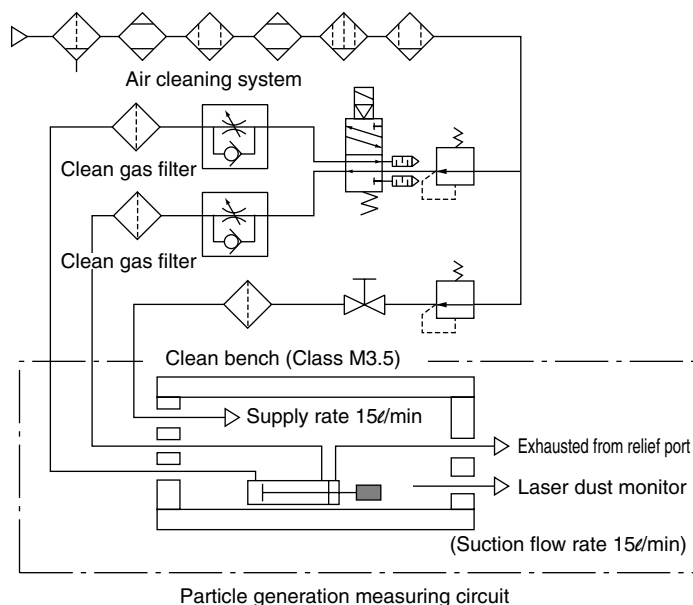 Air cleaning system
Clean gas filter
Clean gas filter
Clean bench (Class M3.5)
Supply rate 15ℓ/min
Exhausted from relief port
Laser dust monitor
(Suction flow rate 15ℓ/min)
Particle generation measuring circuit